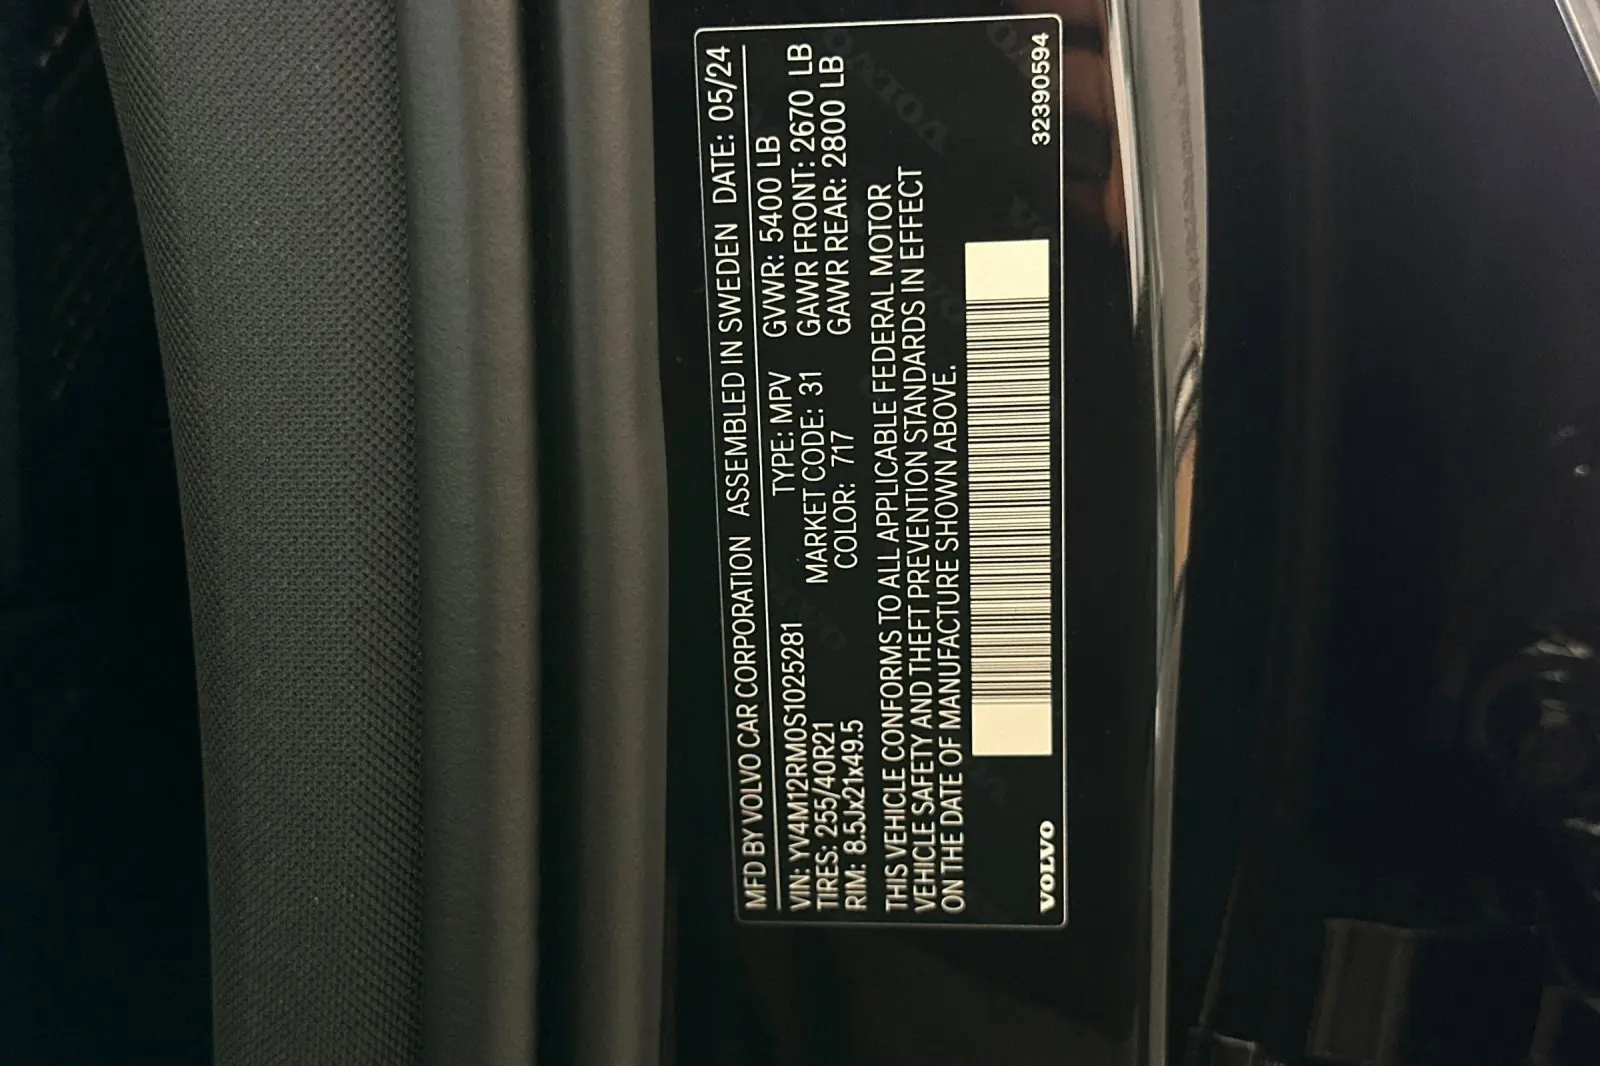 MFD BY VOLVO CAR CORPORATION ASSEMBLED IN SWEDEN DATE: 05/24
VIN: YV4M12RM0S1025281 TYPE: MPV GVWR: 5400 LB
TIRES: 255/40R21 MARKET CODE: 31 GAWR FRONT: 2670 LB
RIM: 8.5Jx21x49.5 COLOR: 717 GAWR REAR: 2800 LB
THIS VEHICLE CONFORMS TO ALL APPLICABLE FEDERAL MOTOR
VEHICLE SAFETY AND THEFT PREVENTION STANDARDS IN EFFECT
ON THE DATE OF MANUFACTURE SHOWN ABOVE.
VOLVO 32390594